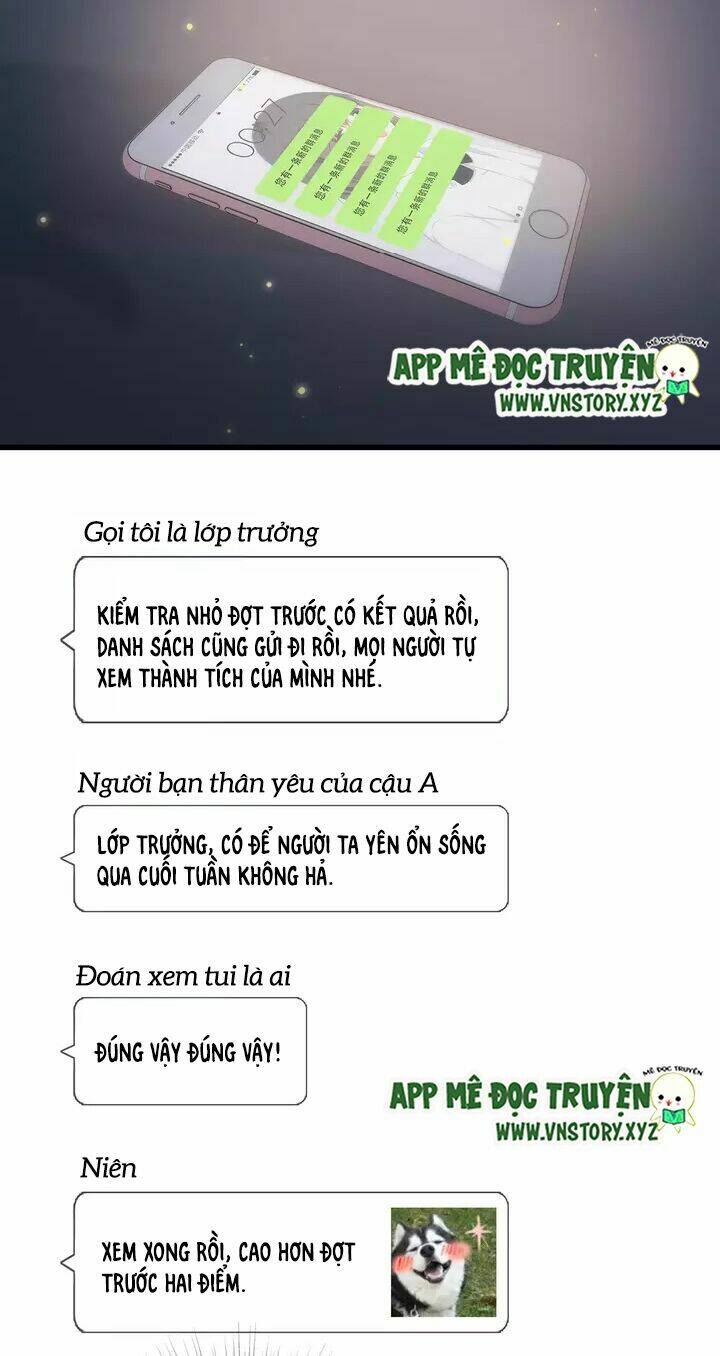 中国移动
00:27
您有一条新的群消息
您有一条新的群消息
您有一条新的群消息
您有一条新的群消息
MÊ ĐỌC TRUYỆN
APP MÊ ĐỌC TRUYỆN
WWW.VNSTORY.XYZ
Gọi tôi là lớp trưởng
KIỂM TRA NHỎ ĐỢT TRƯỚC CÓ KẾT QUẢ RỒI,
DANH SÁCH CŨNG GỬI ĐI RỒI, MỌI NGƯỜI TỰ
XEM THÀNH TÍCH CỦA MÌNH NHÉ.
Người bạn thân yêu của cậu A
LỚP TRƯỞNG, CÓ ĐỂ NGƯỜI TA YÊN ỔN SỐNG
QUA CUỐI TUẦN KHÔNG HẢ.
Đoán xem tui là ai
ĐÚNG VẬY ĐÚNG VẬY!
MÊ ĐỌC TRUYỆN
APP MÊ ĐỌC TRUYỆN
WWW.VNSTORY.XYZ
Niên
XEM XONG RỒI, CAO HƠN ĐỢT
TRƯỚC HAI ĐIỂM.